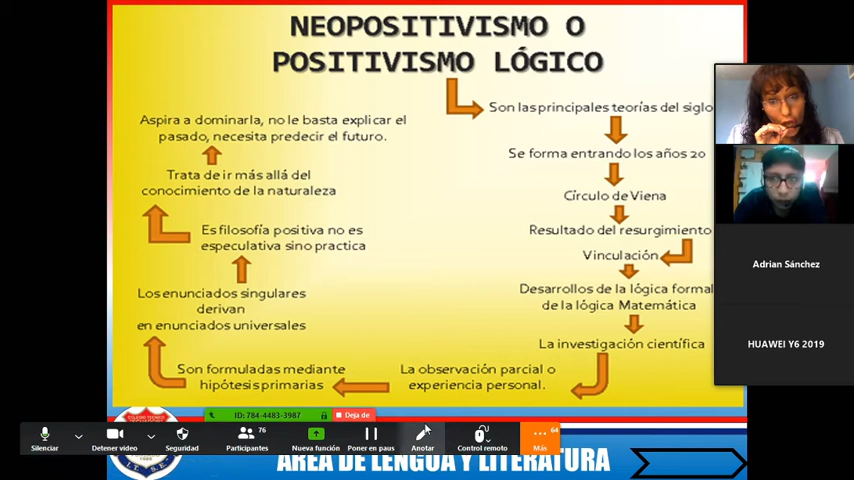 NEOPOSITIVISMO O
POSITIVISMO LÓGICO
Son las principales teorías del siglo
Se forma entrando los años 20
Círculo de Viena
Resultado del resurgimiento
Vinculación
Desarrollos de la lógica formal
de la lógica Matemática
La investigación científica
La observación parcial o
experiencia personal.
Son formuladas mediante
hipótesis primarias
Los enunciados singulares
derivan
en enunciados universales
Es filosofía positiva no es
especulativa sino practica
Trata de ir más allá del
conocimiento de la naturaleza
Aspira a dominarla, no le basta explicar el
pasado, necesita predecir el futuro.
Adrian Sánchez
HUAWEI Y6 2019
ID: 784-4483-3987
Deja de
Silenciar
Detener video
Seguridad
76
Participantes
Nueva función
Poner en paus
Anotar
Control remoto
64
Más
ÁREA DE LENGUA Y LITERATURA
I.T. S.E.